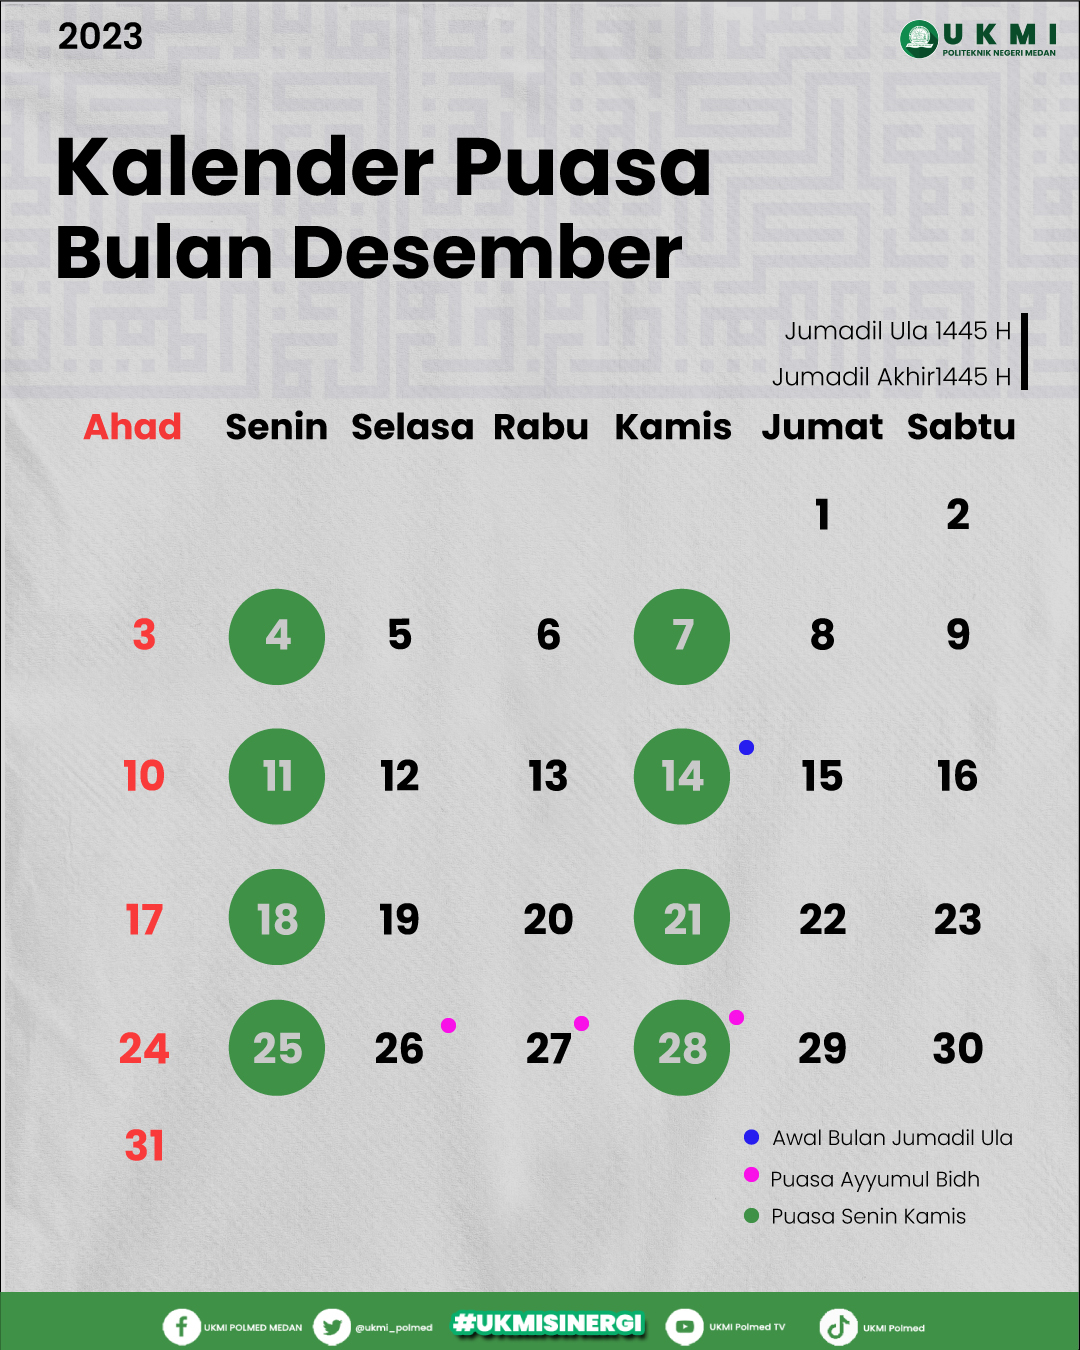 2023
UKMI
POLITEKNIK NEGERI MEDAN
Kalender Puasa
Bulan Desember
Jumadil Ula 1445 H
Jumadil Akhir1445 H
Ahad Senin Selasa Rabu Kamis Jumat Sabtu
1 2
3 4 5 6 7 8 9
10 11 12 13 14 15 16
17 18 19 20 21 22 23
24 25 26 27 28 29 30
31
Awal Bulan Jumadil Ula
Puasa Ayyumul Bidh
Puasa Senin Kamis
UKMI POLMED MEDAN @ukmi_polmed #UKMISINERGI UKMI Polmed TV UKMI Polmed